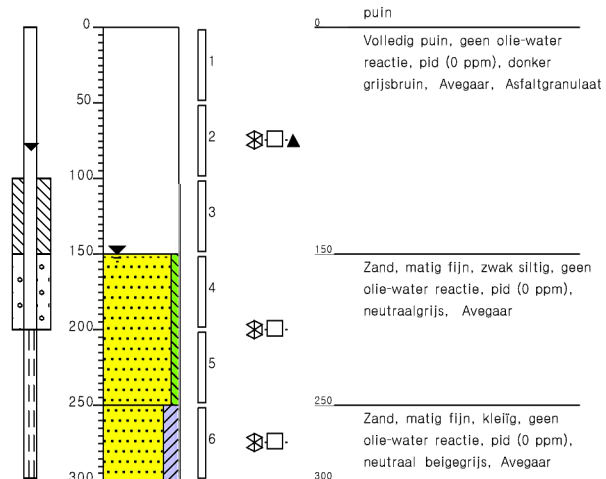 puin
0
0
Volledig puin, geen olie-water
reactie, pid (0 ppm), donker
grijsbruin, Avegaar, Asfaltgranulaat
1
50
2
100
3
150
150
Zand, matig fijn, zwak siltig, geen
olie-water reactie, pid (0 ppm),
neutraalgrijs, Avegaar
4
200
5
250
250
Zand, matig fijn, kleiïg, geen
olie-water reactie, pid (0 ppm),
neutraal beigegrijs, Avegaar
6
300
300